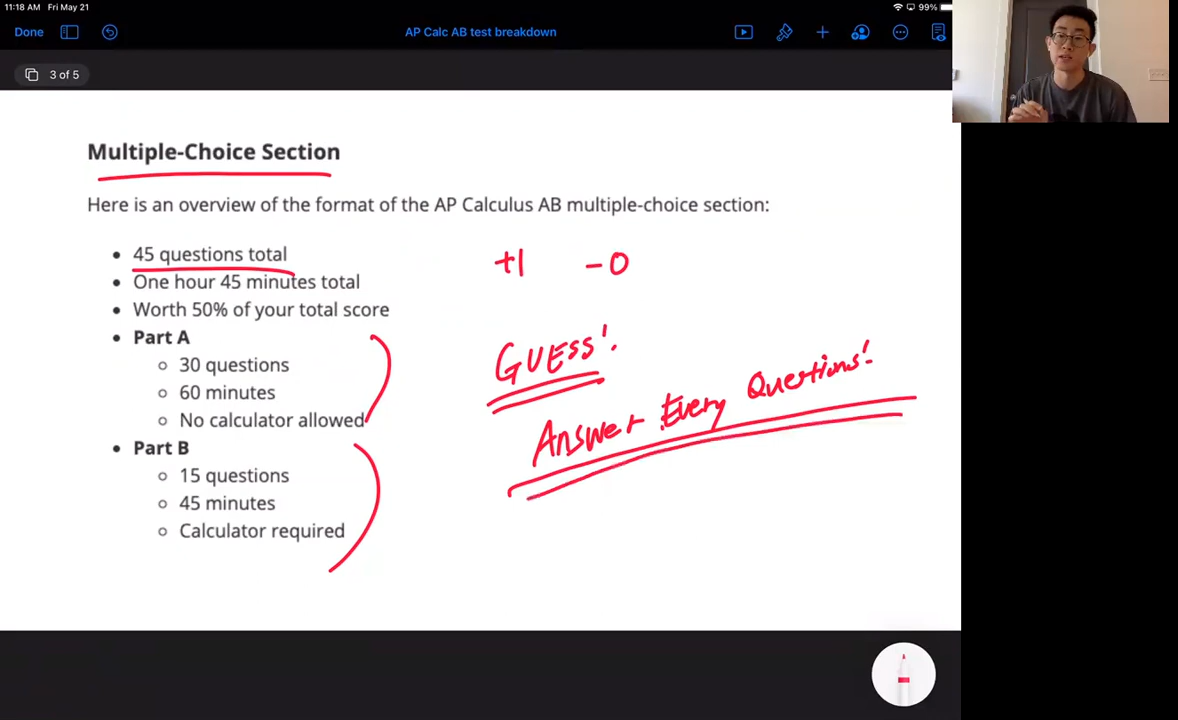 11:18 AM Fri May 21
99%
Done
AP Calc AB test breakdown
3 of 5
Multiple-Choice Section
Here is an overview of the format of the AP Calculus AB multiple-choice section:
• 45 questions total
+1 -0
• One hour 45 minutes total
• Worth 50% of your total score
• Part A
GUESS!
○ 30 questions
○ 60 minutes
○ No calculator allowed
Answer Every Questions!
• Part B
○ 15 questions
○ 45 minutes
○ Calculator required